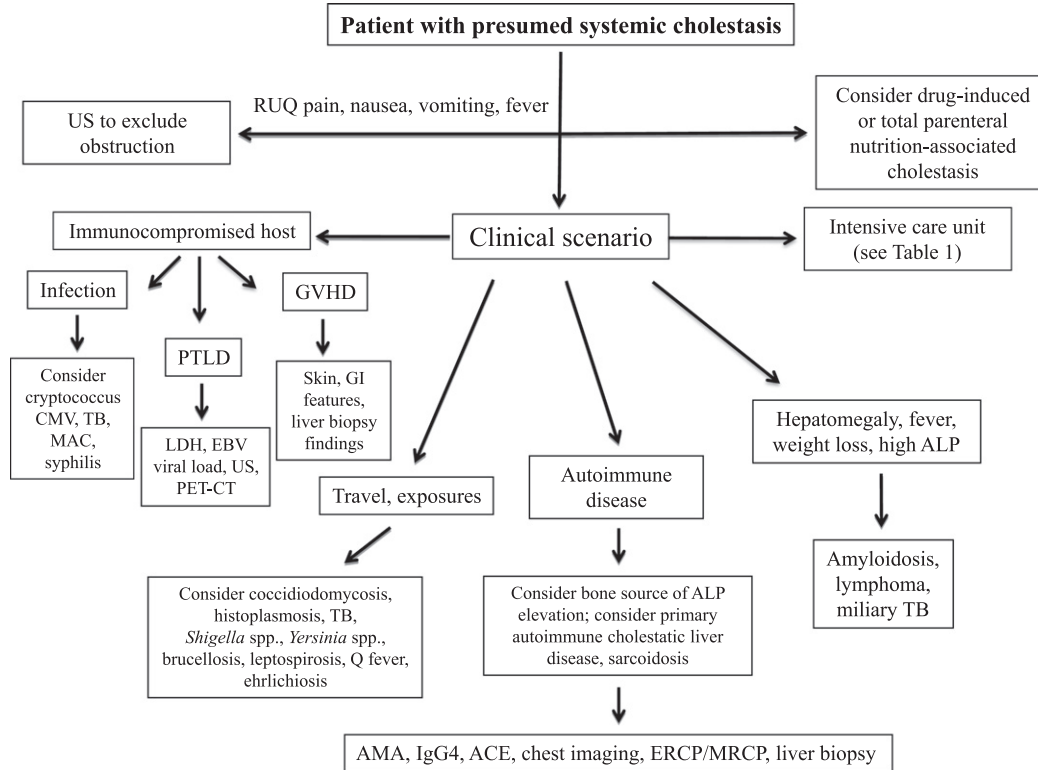 Patient with presumed systemic cholestasis
RUQ pain, nausea, vomiting, fever
US to exclude
obstruction
Consider drug-induced
or total parenteral
nutrition-associated
cholestasis
Immunocompromised host
Clinical scenario
Intensive care unit
(see Table 1)
Infection
PTLD
GVHD
Consider
cryptococcus
CMV, TB,
MAC,
syphilis
LDH, EBV
viral load, US,
PET-CT
Skin, GI
features,
liver biopsy
findings
Travel, exposures
Autoimmune
disease
Hepatomegaly, fever,
weight loss, high ALP
Consider coccidiodomycosis,
histoplasmosis, TB,
Shigella spp., Yersinia spp.,
brucellosis, leptospirosis, Q fever,
ehrlichiosis
Consider bone source of ALP
elevation; consider primary
autoimmune cholestatic liver
disease, sarcoidosis
Amyloidosis,
lymphoma,
miliary TB
AMA, IgG4, ACE, chest imaging, ERCP/MRCP, liver biopsy